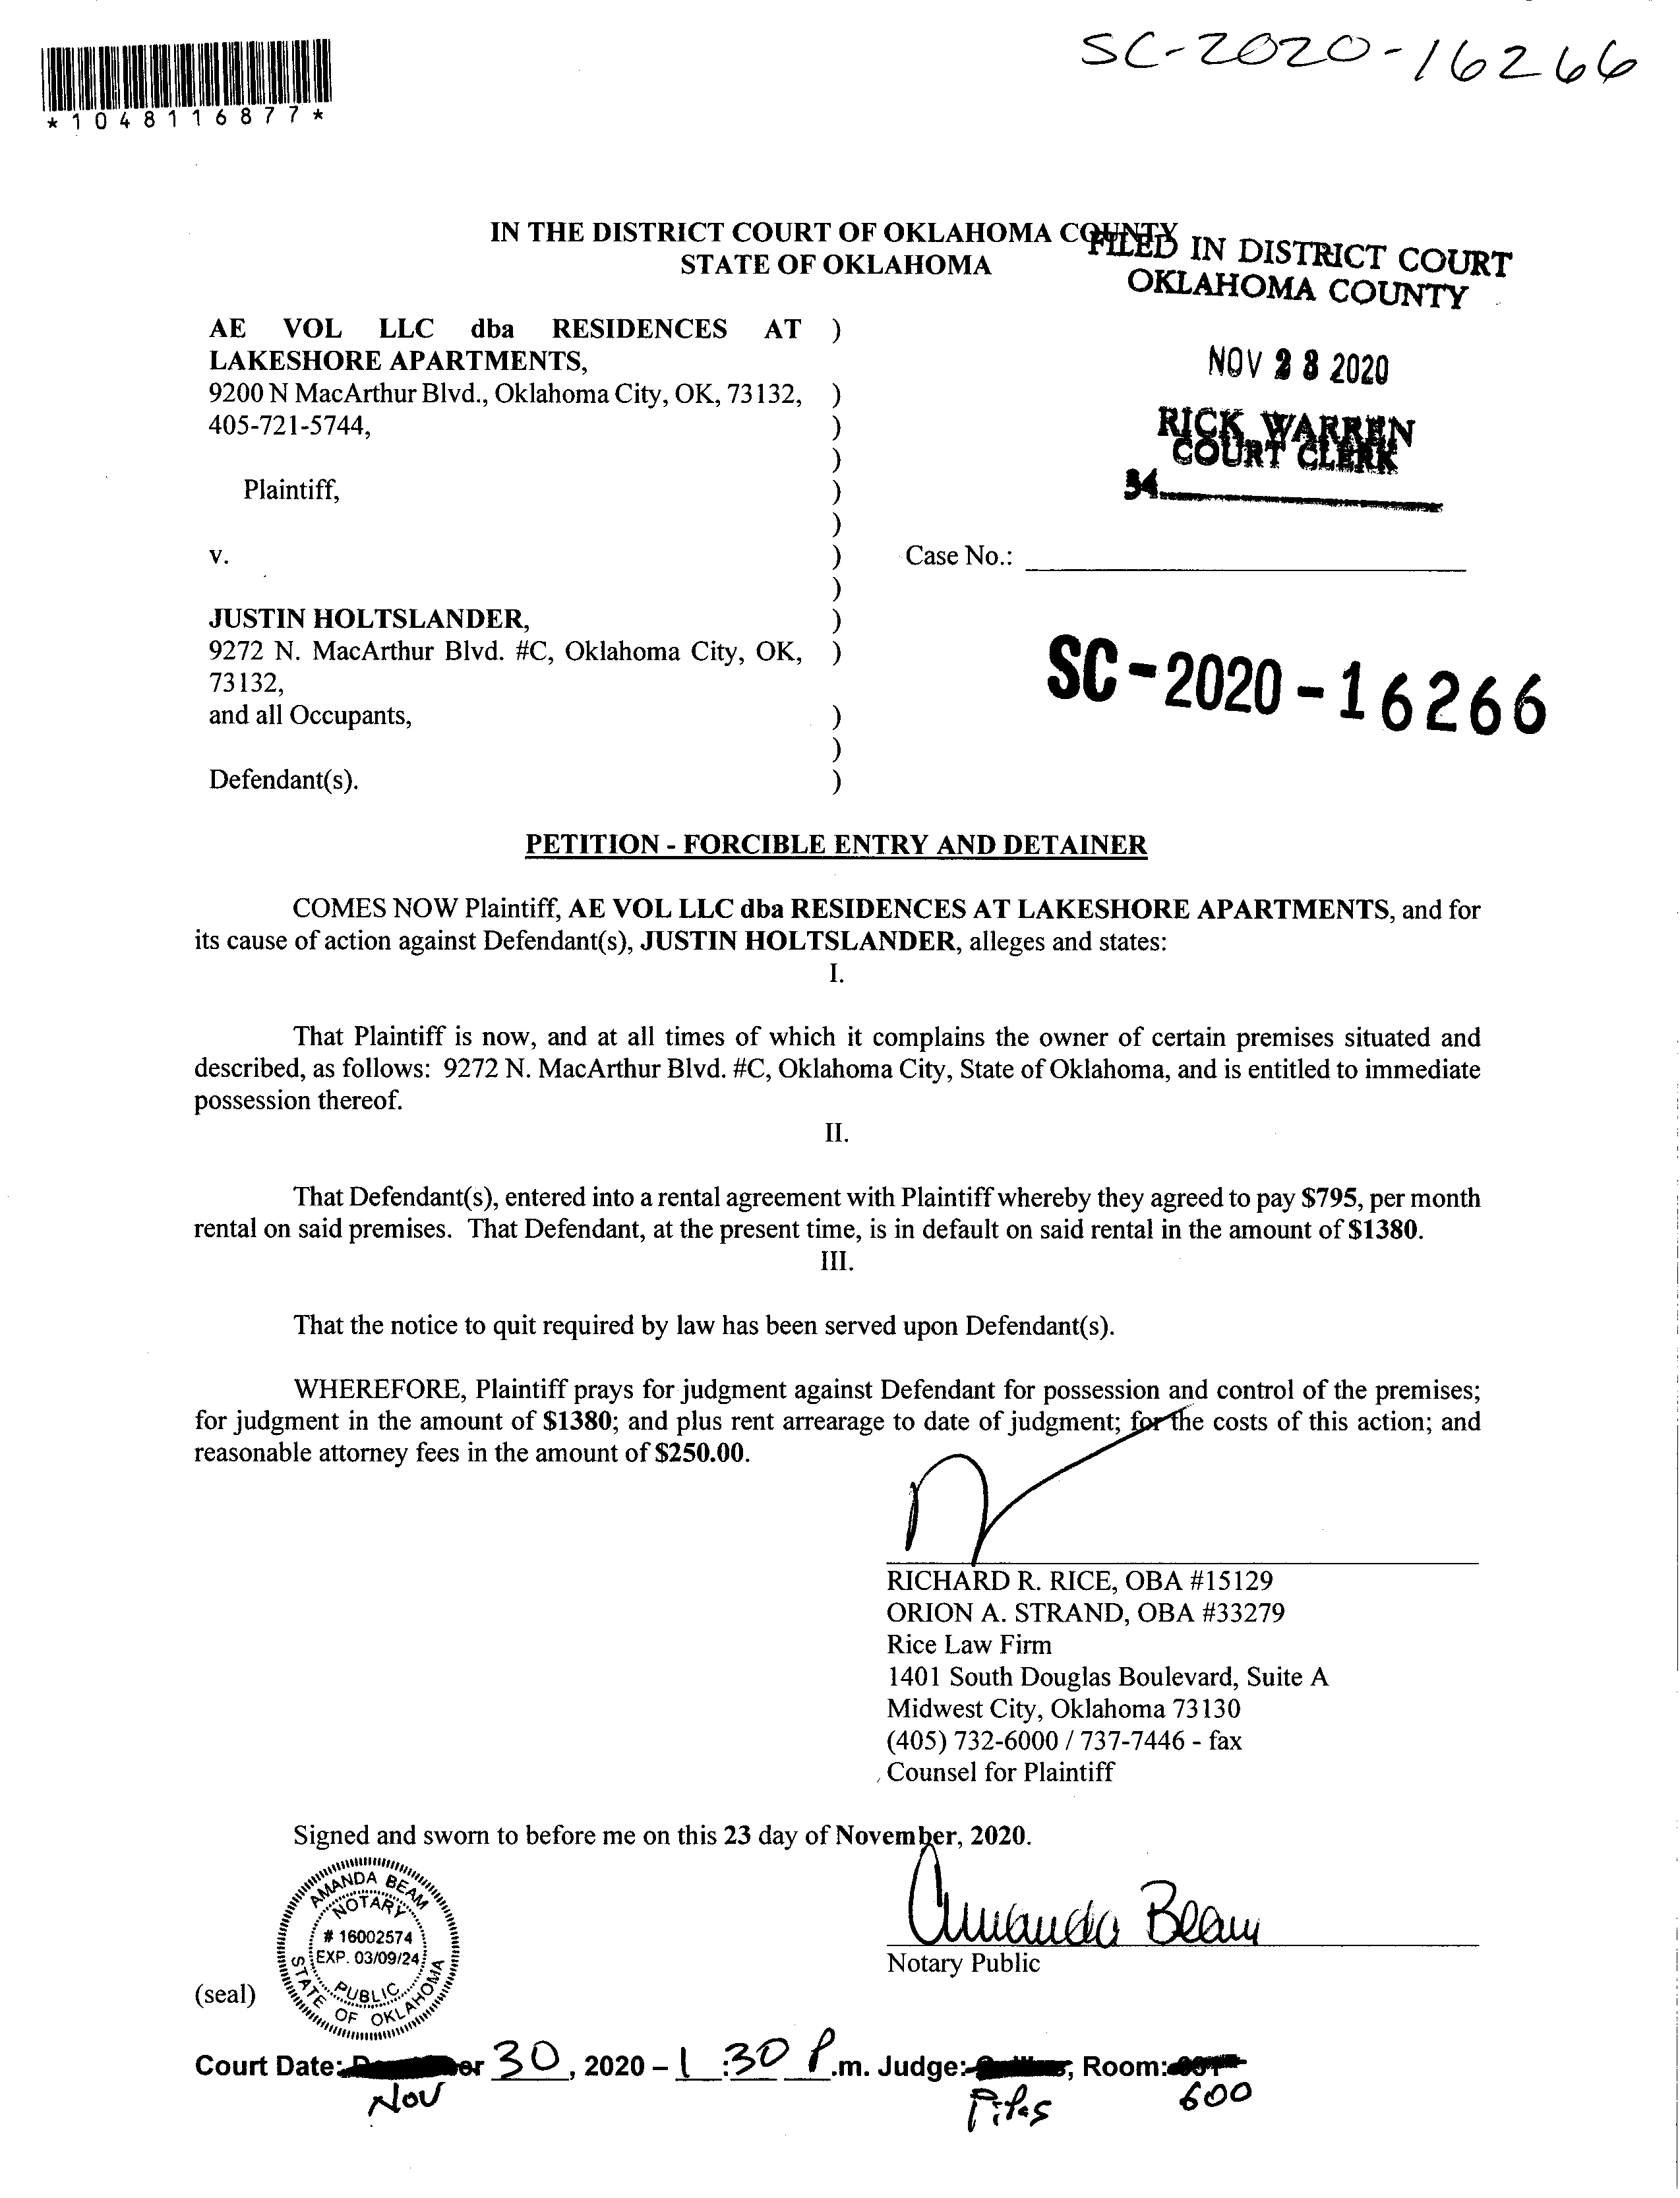 SC-2020-16266
*1048116877*
IN THE DISTRICT COURT OF OKLAHOMA COUNTY
STATE OF OKLAHOMA
FILED IN DISTRICT COURT
OKLAHOMA COUNTY
AE VOL LLC dba RESIDENCES AT )
LAKESHORE APARTMENTS,
9200 N MacArthur Blvd., Oklahoma City, OK, 73132, )
405-721-5744, )
)
Plaintiff, )
)
v. )
)
JUSTIN HOLTSLANDER, )
9272 N. MacArthur Blvd. #C, Oklahoma City, OK, )
73132,
and all Occupants, )
)
Defendant(s). )
NOV 2020
RICK WARREN
COURT CLERK
34
Case No.:
SC-2020-16266
PETITION - FORCIBLE ENTRY AND DETAINER
COMES NOW Plaintiff, AE VOL LLC dba RESIDENCES AT LAKESHORE APARTMENTS, and for
its cause of action against Defendant(s), JUSTIN HOLTSLANDER, alleges and states:
I.
That Plaintiff is now, and at all times of which it complains the owner of certain premises situated and
described, as follows: 9272 N. MacArthur Blvd. #C, Oklahoma City, State of Oklahoma, and is entitled to immediate
possession thereof.
II.
That Defendant(s), entered into a rental agreement with Plaintiff whereby they agreed to pay $795, per month
rental on said premises. That Defendant, at the present time, is in default on said rental in the amount of $1380.
III.
That the notice to quit required by law has been served upon Defendant(s).
WHEREFORE, Plaintiff prays for judgment against Defendant for possession and control of the premises;
for judgment in the amount of $1380; and plus rent arrearage to date of judgment; for the costs of this action; and
reasonable attorney fees in the amount of $250.00.
RICHARD R. RICE, OBA #15129
ORION A. STRAND, OBA #33279
Rice Law Firm
1401 South Douglas Boulevard, Suite A
Midwest City, Oklahoma 73130
(405) 732-6000 / 737-7446 - fax
Counsel for Plaintiff
Signed and sworn to before me on this 23 day of November, 2020.
AMANDA BEAM
NOTARY
# 16002574
EXP. 03/09/24
PUBLIC
STATE OF OKLAHOMA
Amanda Beam
Notary Public
(seal)
Court Date: 30, 2020 – 1:30 P.m. Judge: ; Room:
Nov 600